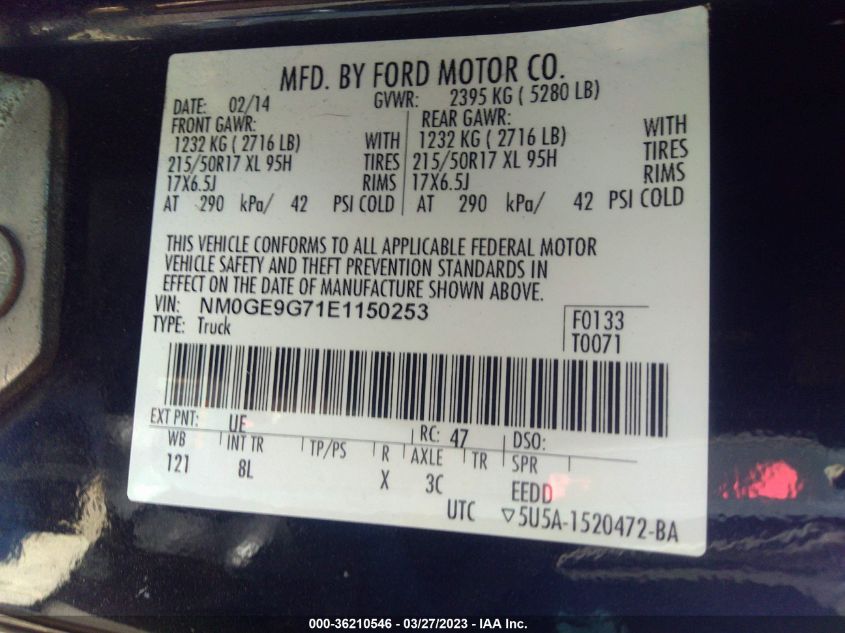 MFD. BY FORD MOTOR CO.
DATE: 02/14 GVWR: 2395 KG ( 5280 LB)
FRONT GAWR: REAR GAWR:
1232 KG ( 2716 LB) WITH 1232 KG ( 2716 LB) WITH
215/50R17 XL 95H TIRES 215/50R17 XL 95H TIRES
17X6.5J RIMS 17X6.5J RIMS
AT 290 kPa/ 42 PSI COLD AT 290 kPa/ 42 PSI COLD
THIS VEHICLE CONFORMS TO ALL APPLICABLE FEDERAL MOTOR
VEHICLE SAFETY AND THEFT PREVENTION STANDARDS IN
EFFECT ON THE DATE OF MANUFACTURE SHOWN ABOVE.
VIN: NM0GE9G71E1150253 F0133
TYPE: Truck T0071
EXT PNT: UE RC: 47 DSO:
WB INT TR TP/PS R AXLE TR SPR
121 8L X 3C EEDD
UTC ▽5U5A-1520472-BA
000-36210546 - 03/27/2023 - IAA Inc.